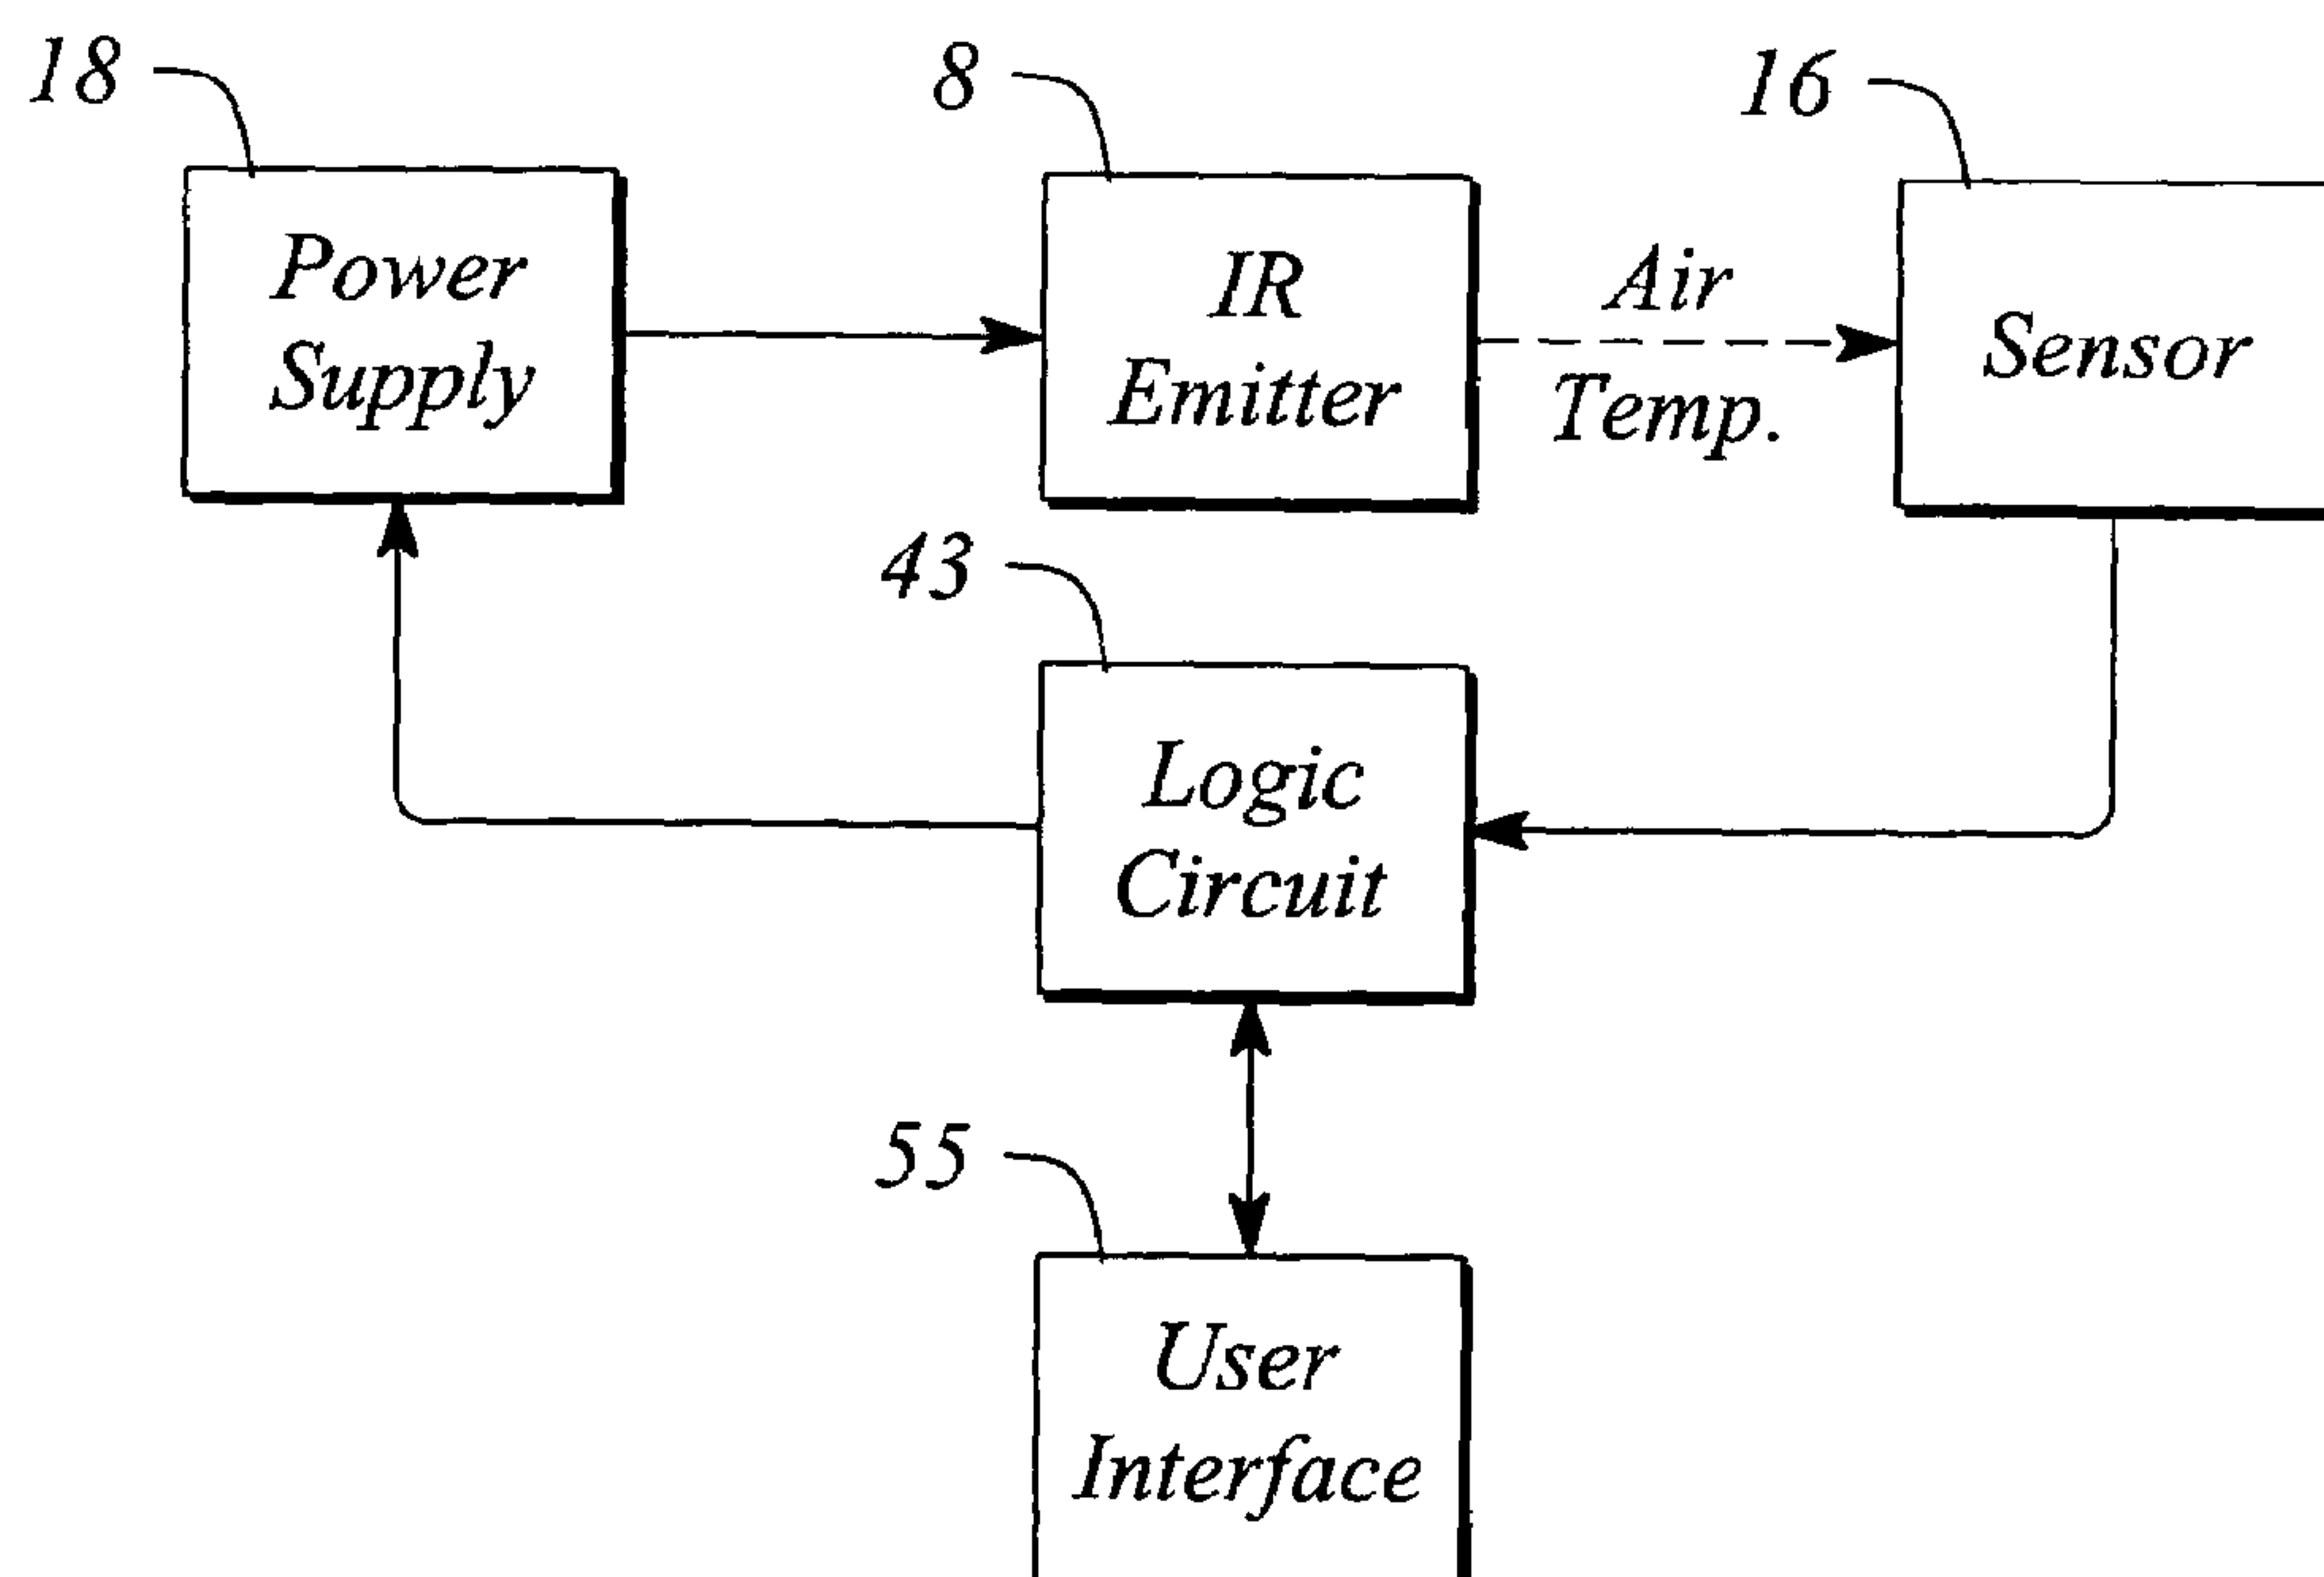 18
8
16
Power
Supply
IR
Emitter
Air
Temp.
Sensor
43
Logic
Circuit
55
User
Interface